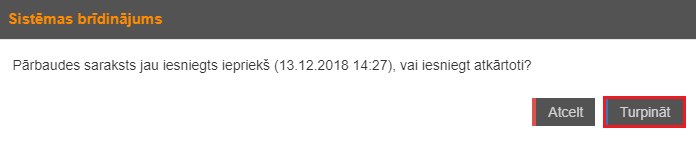 Sistēmas brīdinājums
Pārbaudes saraksts jau iesniegts iepriekš (13.12.2018 14:27), vai iesniegt atkārtoti?
Atcelt Turpināt